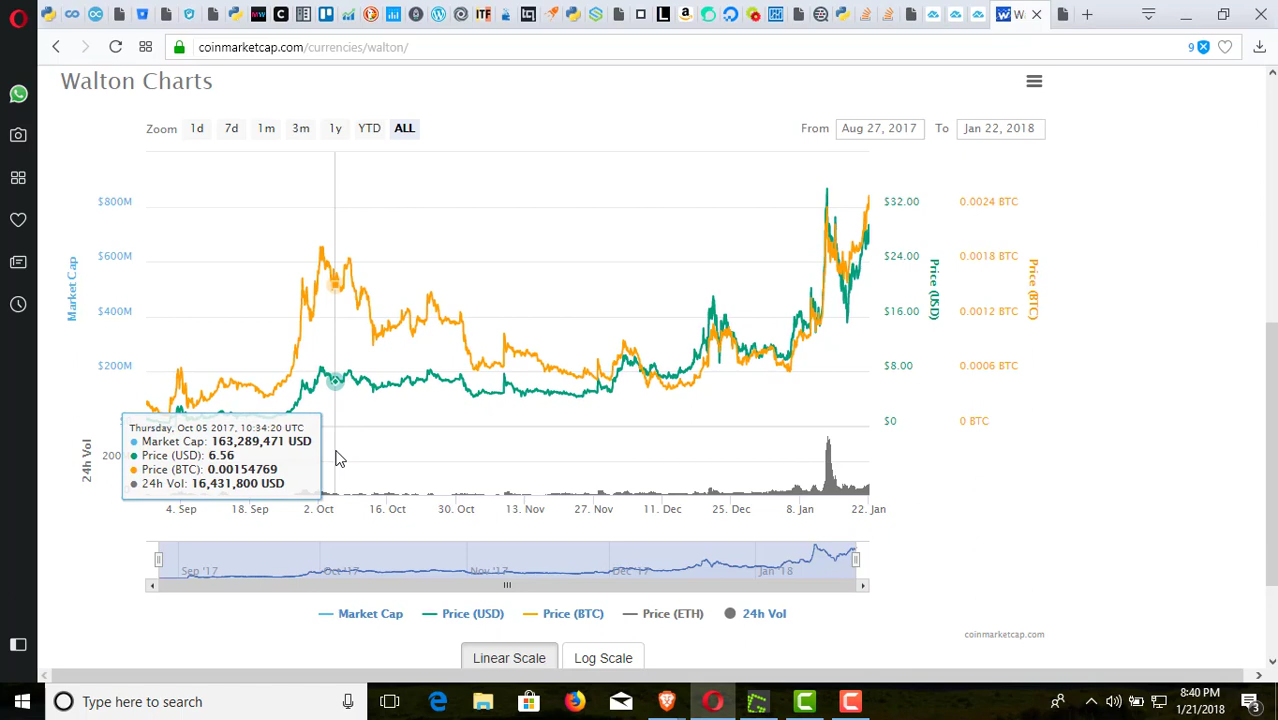 coinmarketcap.com/currencies/walton/
9
Walton Charts
Zoom 1d 7d 1m 3m 1y YTD ALL
From Aug 27, 2017 To Jan 22, 2018
$800M $32.00 0.0024 BTC
$600M $24.00 0.0018 BTC
$400M $16.00 0.0012 BTC
$200M $8.00 0.0006 BTC
$0 0 BTC
Market Cap
Price (USD)
Price (BTC)
24h Vol
Thursday, Oct 05 2017, 10:34:20 UTC
Market Cap: 163,289,471 USD
Price (USD): 6.56
Price (BTC): 0.00154769
24h Vol: 16,431,800 USD
4. Sep 18. Sep 2. Oct 16. Oct 30. Oct 13. Nov 27. Nov 11. Dec 25. Dec 8. Jan 22. Jan
Sep '17 Oct '17 Nov '17 Dec '17 Jan '18
Market Cap Price (USD) Price (BTC) Price (ETH) 24h Vol
coinmarketcap.com
Linear Scale Log Scale
Type here to search
8:40 PM
1/21/2018
3